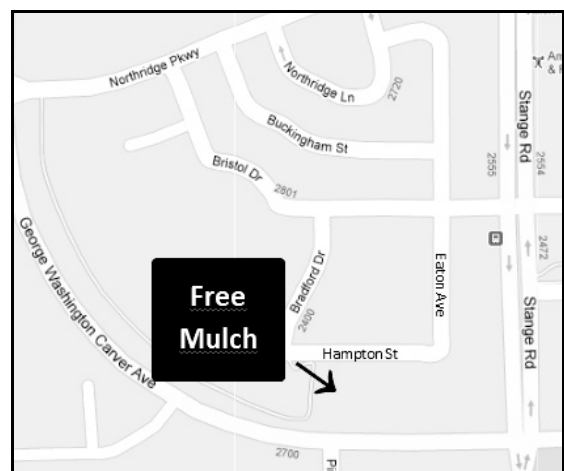 Northridge Pkwy
Northridge Ln
2720
Buckingham St
Bristol Dr
2801
Stange Rd
2555
2554
2472
George Washington Carver Ave
Free
Mulch
Bradford Dr
2400
Eaton Ave
Hampton St
Stange Rd
2700